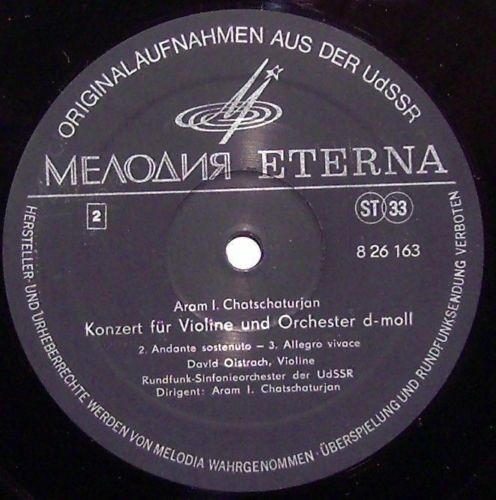 ORIGINALAUFNAHMEN AUS DER UdSSR
МЕЛОДИЯ ETERNA
2
ST 33
8 26 163
Aram I. Chatschaturjan
Konzert für Violine und Orchester d-moll
2. Andante sostenuto – 3. Allegro vivace
David Oistrach, Violine
Rundfunk-Sinfonieorchester der UdSSR
Dirigent: Aram I. Chatschaturjan
HERSTELLER- UND URHEBERRECHTE WERDEN VON MELODIA WAHRGENOMMEN · ÜBERSPIELUNG UND RUNDFUNKSENDUNG VERBOTEN